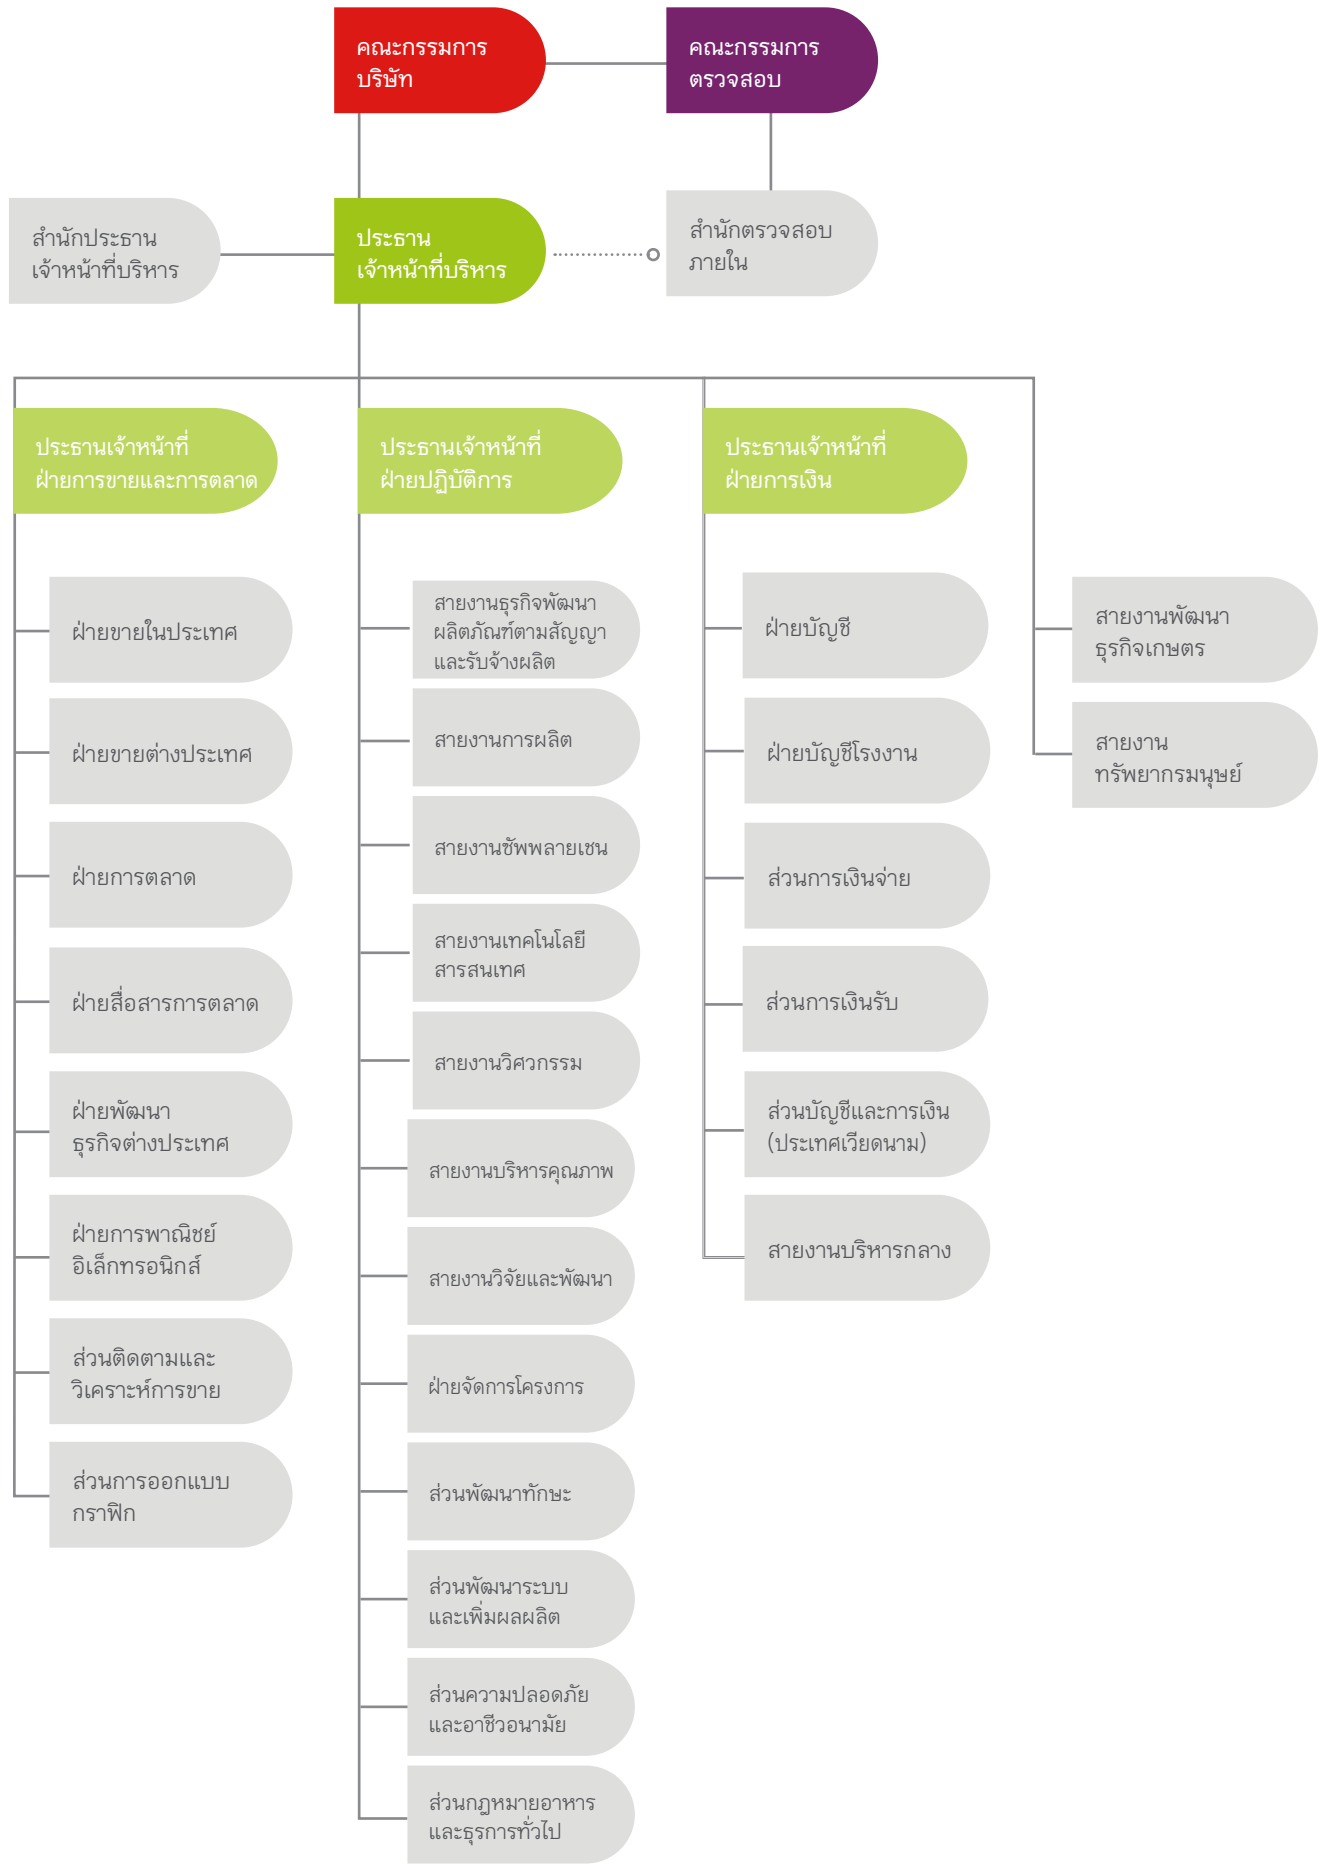 คณะกรรมการ
บริษัท
คณะกรรมการ
ตรวจสอบ
สำนักประธาน
เจ้าหน้าที่บริหาร
ประธาน
เจ้าหน้าที่บริหาร
สำนักตรวจสอบ
ภายใน
ประธานเจ้าหน้าที่
ฝ่ายการขายและการตลาด
ฝ่ายขายในประเทศ
ฝ่ายขายต่างประเทศ
ฝ่ายการตลาด
ฝ่ายสื่อสารการตลาด
ฝ่ายพัฒนา
ธุรกิจต่างประเทศ
ฝ่ายการพาณิชย์
อิเล็กทรอนิกส์
ส่วนติดตามและ
วิเคราะห์การขาย
ส่วนการออกแบบ
กราฟิก
ประธานเจ้าหน้าที่
ฝ่ายปฏิบัติการ
สายงานธุรกิจพัฒนา
ผลิตภัณฑ์ตามสัญญา
และรับจ้างผลิต
สายงานการผลิต
สายงานซัพพลายเชน
สายงานเทคโนโลยี
สารสนเทศ
สายงานวิศวกรรม
สายงานบริหารคุณภาพ
สายงานวิจัยและพัฒนา
ฝ่ายจัดการโครงการ
ส่วนพัฒนาทักษะ
ส่วนพัฒนาระบบ
และเพิ่มผลผลิต
ส่วนความปลอดภัย
และอาชีวอนามัย
ส่วนกฎหมายอาหาร
และธุรการทั่วไป
ประธานเจ้าหน้าที่
ฝ่ายการเงิน
ฝ่ายบัญชี
ฝ่ายบัญชีโรงงาน
ส่วนการเงินจ่าย
ส่วนการเงินรับ
ส่วนบัญชีและการเงิน
(ประเทศเวียดนาม)
สายงานบริหารกลาง
สายงานพัฒนา
ธุรกิจเกษตร
สายงาน
ทรัพยากรมนุษย์